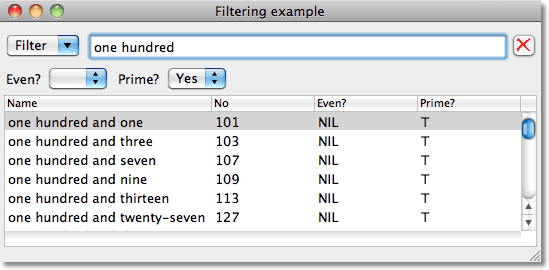 Filtering example
Filter one hundred
Even? Prime? Yes
Name No Even? Prime?
one hundred and one 101 NIL T
one hundred and three 103 NIL T
one hundred and seven 107 NIL T
one hundred and nine 109 NIL T
one hundred and thirteen 113 NIL T
one hundred and twenty-seven 127 NIL T